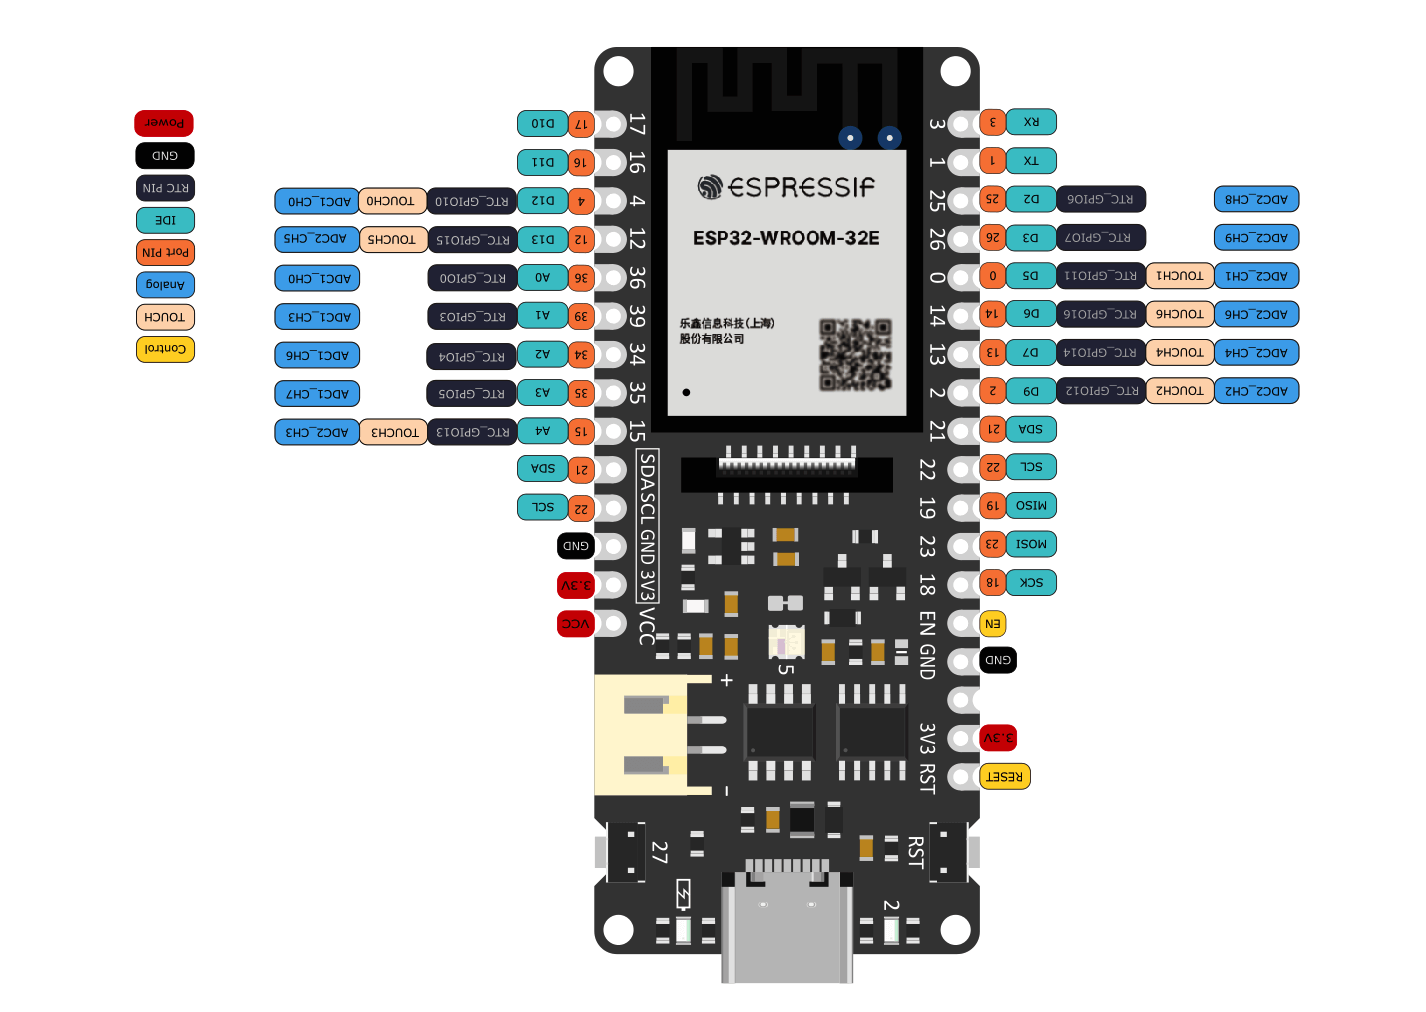 Power
GND
RTC PIN
IDE
Port PIN
Analog
TOUCH
Control
D10 17
D11 16
ADC1_CH0 TOUCH0 RTC_GPIO10 D12 4
ADC2_CH5 TOUCH5 RTC_GPIO15 D13 12
ADC1_CH0 RTC_GPIO0 A0 36
ADC1_CH3 RTC_GPIO3 A1 39
ADC1_CH6 RTC_GPIO4 A2 34
ADC1_CH7 RTC_GPIO5 A3 35
ADC2_CH3 TOUCH3 RTC_GPIO13 A4 15
SDA 21
SCL 22
GND
3.3V
VCC
17
16
4
12
36
39
34
35
15
SDA
SCL
GND
3V3
VCC
ESPRESSIF
ESP32-WROOM-32E
乐鑫信息科技(上海)
股份有限公司
5
+
-
27
RST
2
3
1
25
26
0
14
13
2
21
22
19
23
18
EN
GND
3V3
RST
3 RX
1 TX
25 D2 RTC_GPIO6 ADC2_CH8
26 D3 RTC_GPIO7 ADC2_CH9
0 D5 RTC_GPIO11 TOUCH1 ADC2_CH1
14 D6 RTC_GPIO16 TOUCH6 ADC2_CH6
13 D7 RTC_GPIO14 TOUCH4 ADC2_CH4
2 D9 RTC_GPIO12 TOUCH2 ADC2_CH2
21 SDA
22 SCL
19 MISO
23 MOSI
18 SCK
EN
GND
3.3V
RESET